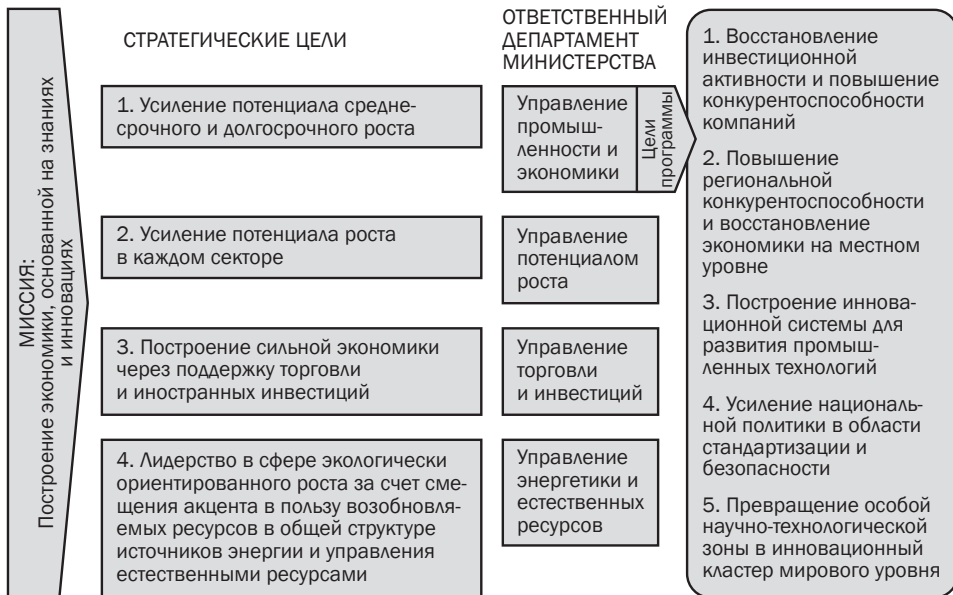 МИССИЯ:
Построение экономики, основанной на знаниях
и инновациях
СТРАТЕГИЧЕСКИЕ ЦЕЛИ
1. Усиление потенциала средне-
срочного и долгосрочного роста
2. Усиление потенциала роста
в каждом секторе
3. Построение сильной экономики
через поддержку торговли
и иностранных инвестиций
4. Лидерство в сфере экологически
ориентированного роста за счет сме-
щения акцента в пользу возобновля-
емых ресурсов в общей структуре
источников энергии и управления
естественными ресурсами
ОТВЕТСТВЕННЫЙ
ДЕПАРТАМЕНТ
МИНИСТЕРСТВА
Управление
промыш-
ленности и
экономики
Цели
программы
Управление
потенциалом
роста
Управление
торговли
и инвестиций
Управление
энергетики и
естественных
ресурсов
1. Восстановление
инвестиционной
активности и повышение
конкурентоспособности
компаний
2. Повышение
региональной
конкурентоспособности
и восстановление
экономики на местном
уровне
3. Построение иннова-
ционной системы для
развития промыш-
ленных технологий
4. Усиление националь-
ной политики в области
стандартизации и
безопасности
5. Превращение особой
научно-технологической
зоны в инновационный
кластер мирового уровня